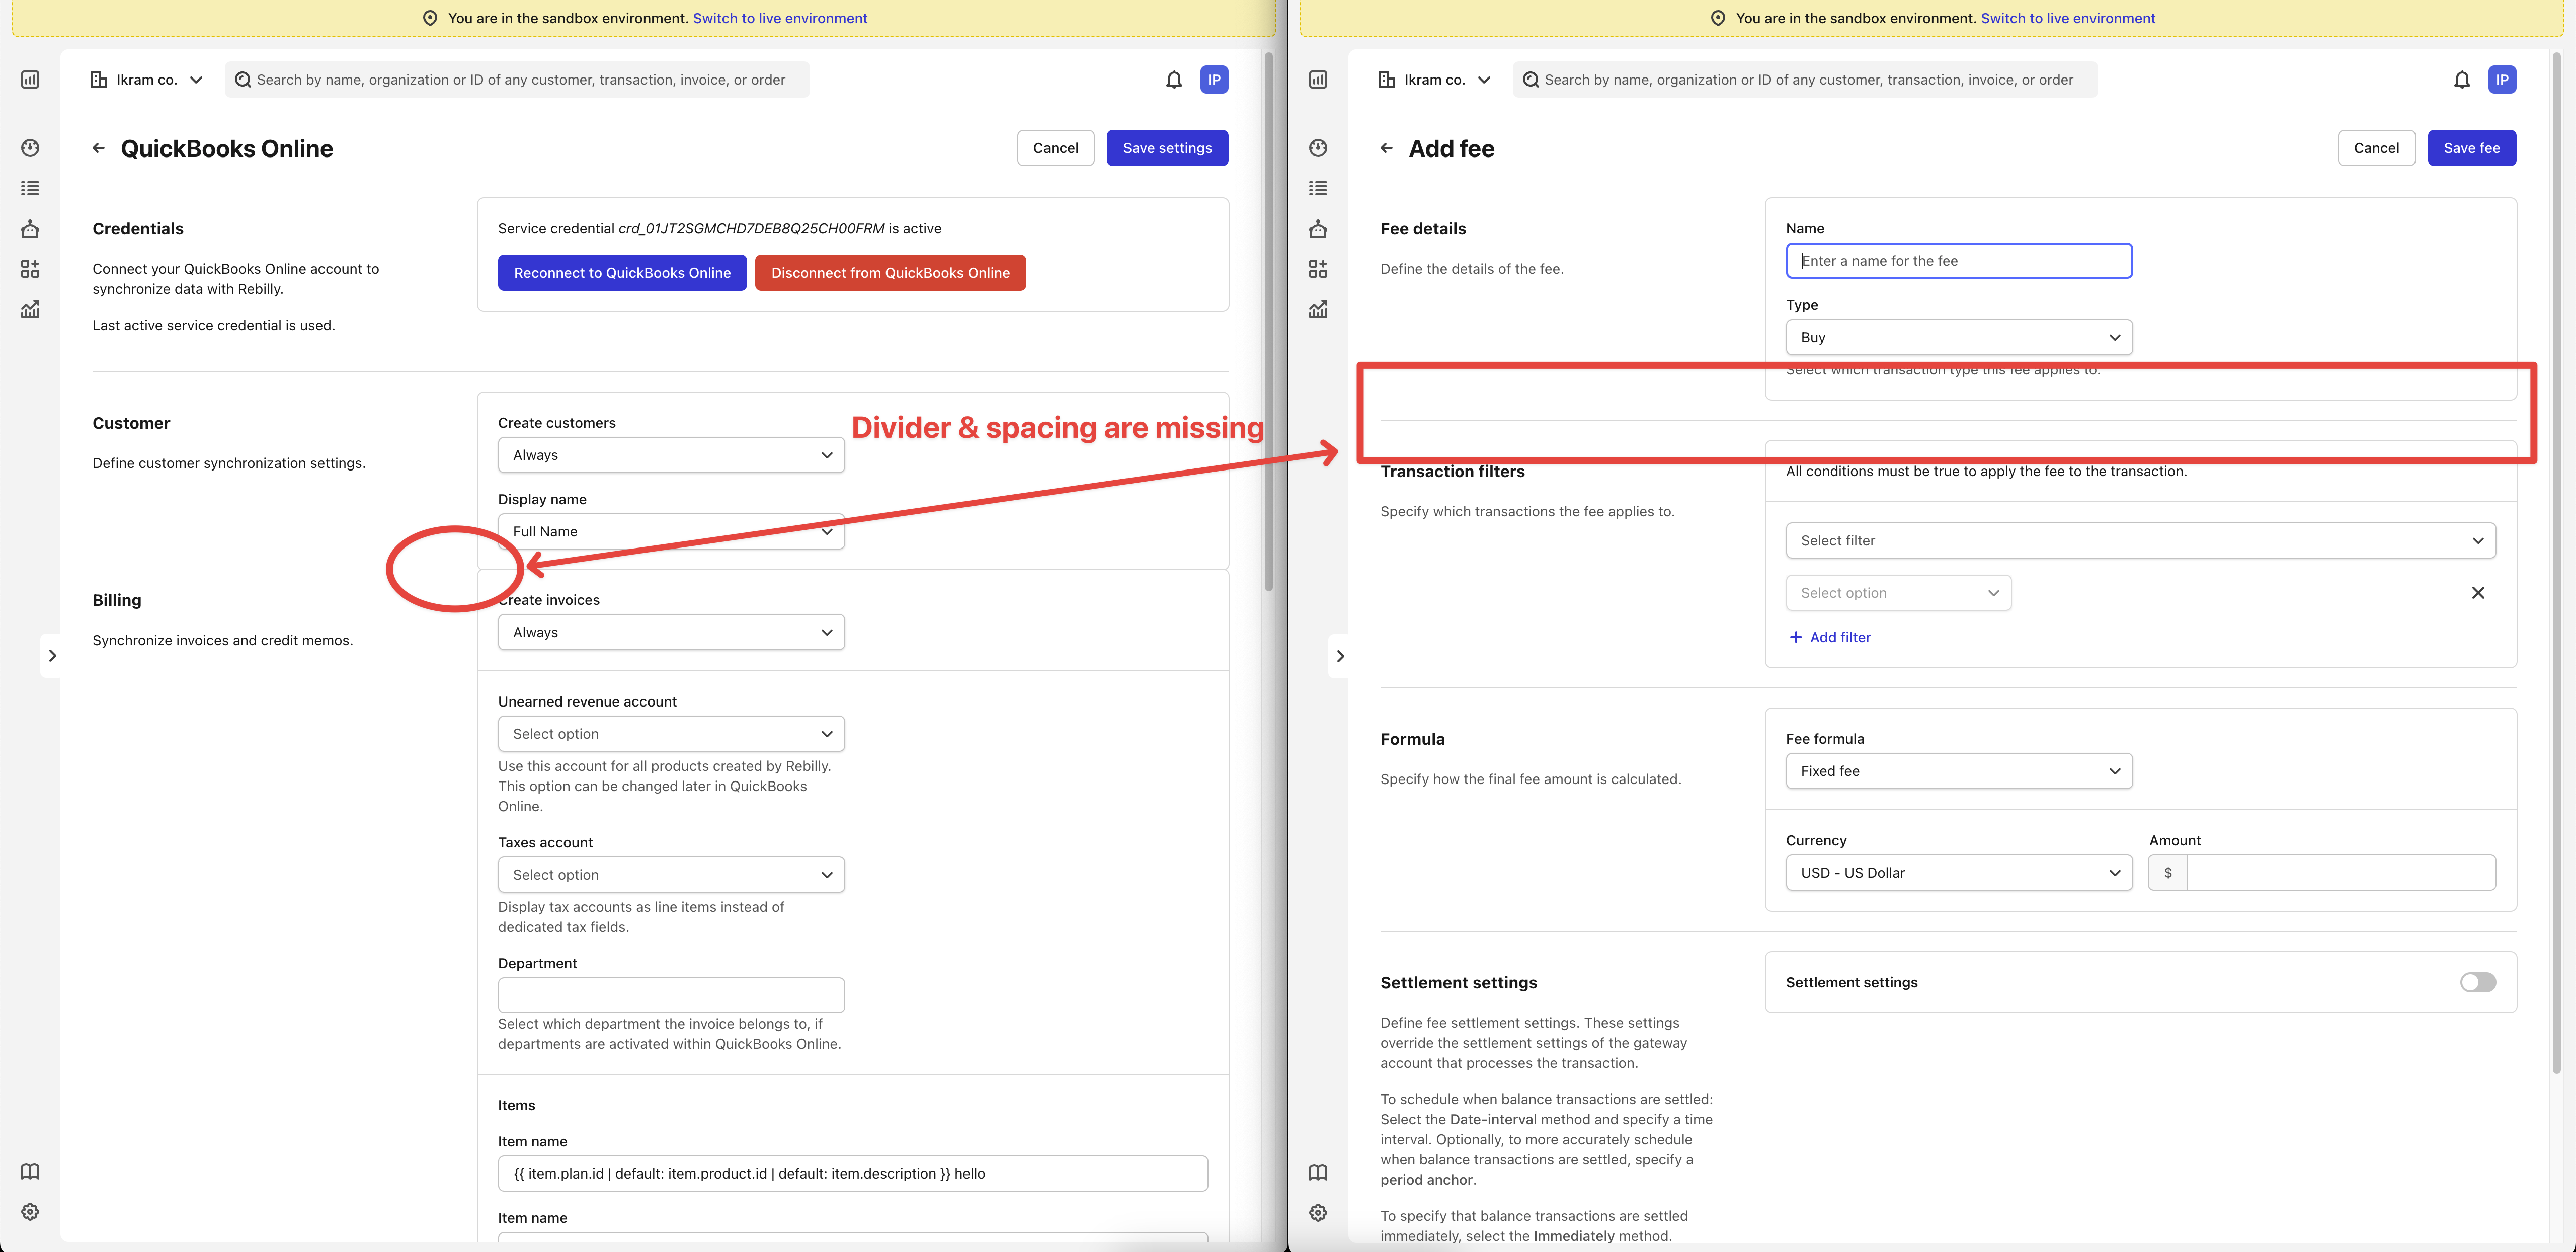 You are in the sandbox environment. Switch to live environment
Ikram co.
Search by name, organization or ID of any customer, transaction, invoice, or order
IP
QuickBooks Online
Cancel
Save settings
Credentials
Connect your QuickBooks Online account to
synchronize data with Rebilly.
Last active service credential is used.
Service credential crd_01JT2SGMCHD7DEB8Q25CH00FRM is active
Reconnect to QuickBooks Online
Disconnect from QuickBooks Online
Customer
Define customer synchronization settings.
Create customers
Always
Display name
Full Name
Divider & spacing are missing
Billing
Synchronize invoices and credit memos.
Create invoices
Always
Unearned revenue account
Select option
Use this account for all products created by Rebilly.
This option can be changed later in QuickBooks
Online.
Taxes account
Select option
Display tax accounts as line items instead of
dedicated tax fields.
Department
Select which department the invoice belongs to, if
departments are activated within QuickBooks Online.
Items
Item name
{{ item.plan.id | default: item.product.id | default: item.description }} hello
Item name
You are in the sandbox environment. Switch to live environment
Ikram co.
Search by name, organization or ID of any customer, transaction, invoice, or order
IP
Add fee
Cancel
Save fee
Fee details
Define the details of the fee.
Name
Enter a name for the fee
Type
Buy
Select which transaction type this fee applies to.
Transaction filters
Specify which transactions the fee applies to.
All conditions must be true to apply the fee to the transaction.
Select filter
Select option
Add filter
Formula
Specify how the final fee amount is calculated.
Fee formula
Fixed fee
Currency
Amount
USD - US Dollar
$
Settlement settings
Define fee settlement settings. These settings
override the settlement settings of the gateway
account that processes the transaction.
To schedule when balance transactions are settled:
Select the Date-interval method and specify a time
interval. Optionally, to more accurately schedule
when balance transactions are settled, specify a
period anchor.
To specify that balance transactions are settled
immediately, select the Immediately method.
Settlement settings